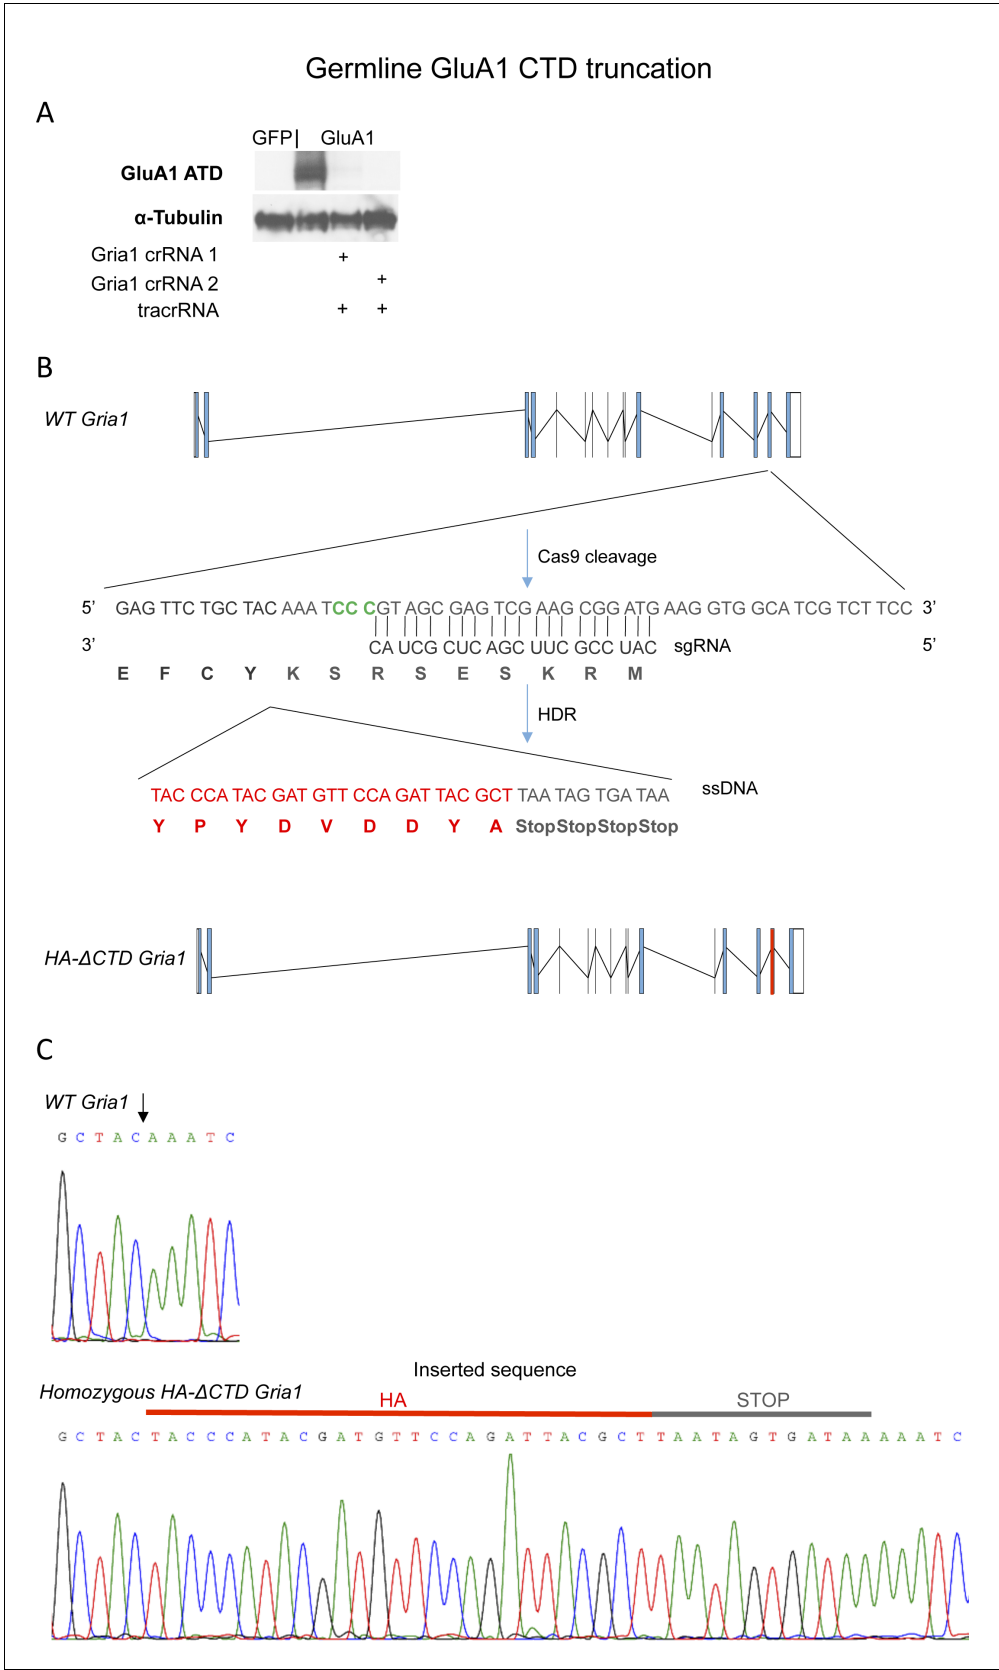 Germline GluA1 CTD truncation
A
GFP| GluA1
GluA1 ATD
α-Tubulin
Gria1 crRNA 1 +
Gria1 crRNA 2 +
tracrRNA + +
B
WT Gria1
Cas9 cleavage
5’ GAG TTC TGC TAC AAA TCC CGT AGC GAG TCG AAG CGG ATG AAG GTG GCA TCG TCT TCC 3’
3’ CA UCG CUC AGC UUC GCC UAC sgRNA 5’
E F C Y K S R S E S K R M
HDR
ssDNA
TAC CCA TAC GAT GTT CCA GAT TAC GCT TAA TAG TGA TAA
Y P Y D V D D Y A StopStopStopStop
HA-ΔCTD Gria1
C
WT Gria1
G C T A C A A A T C
Inserted sequence
Homozygous HA-ΔCTD Gria1
HA STOP
G C T A C T A C C C A T A C G A T G T T C C A G A T T A C G C T T A A T A G T G A T A A A A A T C